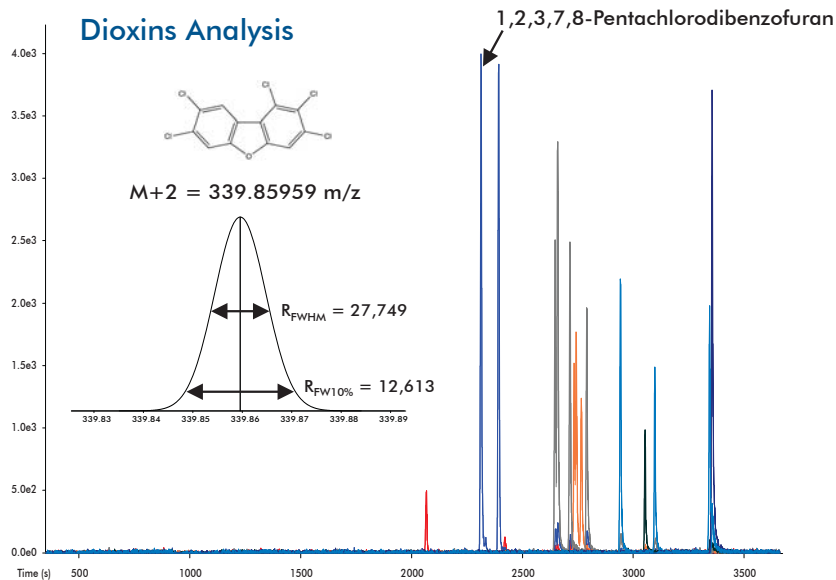 1,2,3,7,8-Pentachlorodibenzofuran
Time (s)
Dioxins Analysis
4.0e3
3.5e3
3.0e3
2.5e3
2.0e3
1.5e3
1.0e3
5.0e2
0.0e0
Cl
Cl
Cl
Cl
Cl
O
M+2 = 339.85959 m/z
R_FWHM = 27,749
R_FW10% = 12,613
339.83 339.84 339.85 339.86 339.87 339.88 339.89
Time (s) 500 1000 1500 2000 2500 3000 3500